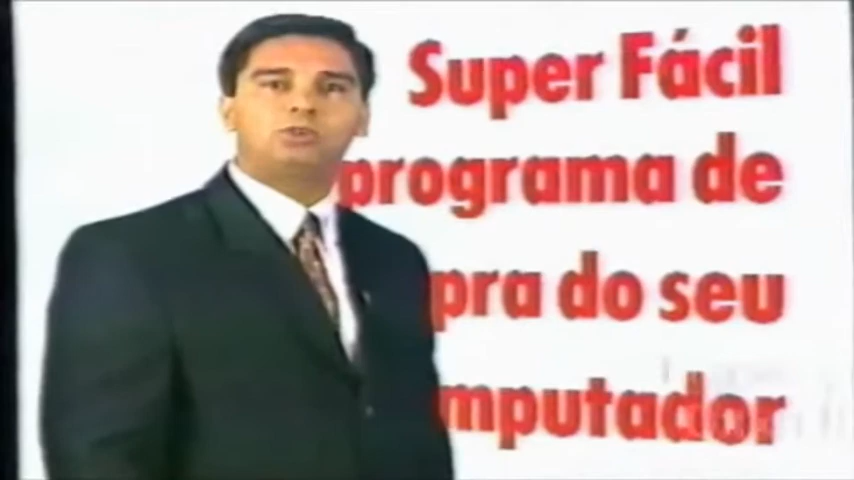 Super Fácil
programa de
pra do seu
mputador